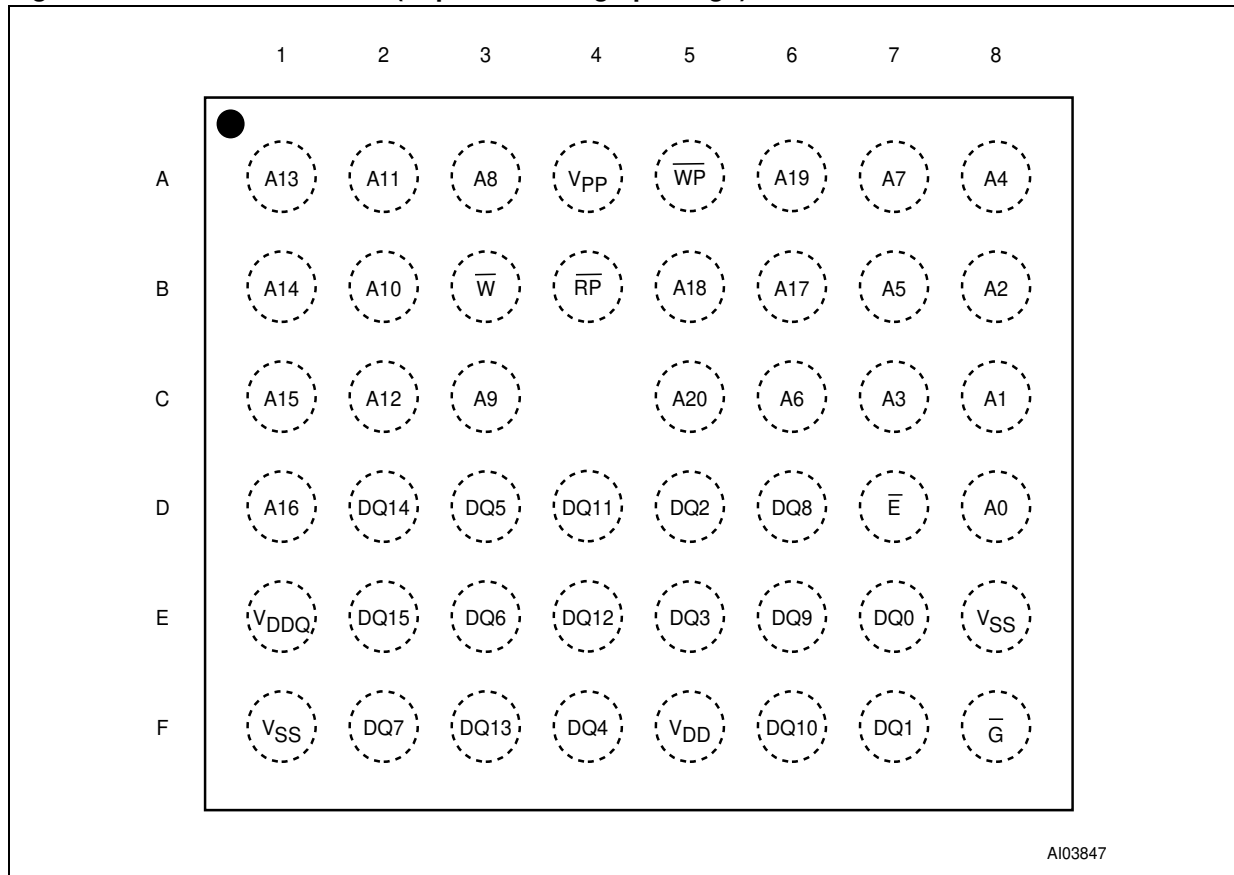 1 2 3 4 5 6 7 8
A A13 A11 A8 VPP W̅P̅ A19 A7 A4
B A14 A10 W̅ R̅P̅ A18 A17 A5 A2
C A15 A12 A9 A20 A6 A3 A1
D A16 DQ14 DQ5 DQ11 DQ2 DQ8 E̅ A0
E VDDQ DQ15 DQ6 DQ12 DQ3 DQ9 DQ0 VSS
F VSS DQ7 DQ13 DQ4 VDD DQ10 DQ1 G̅
AI03847